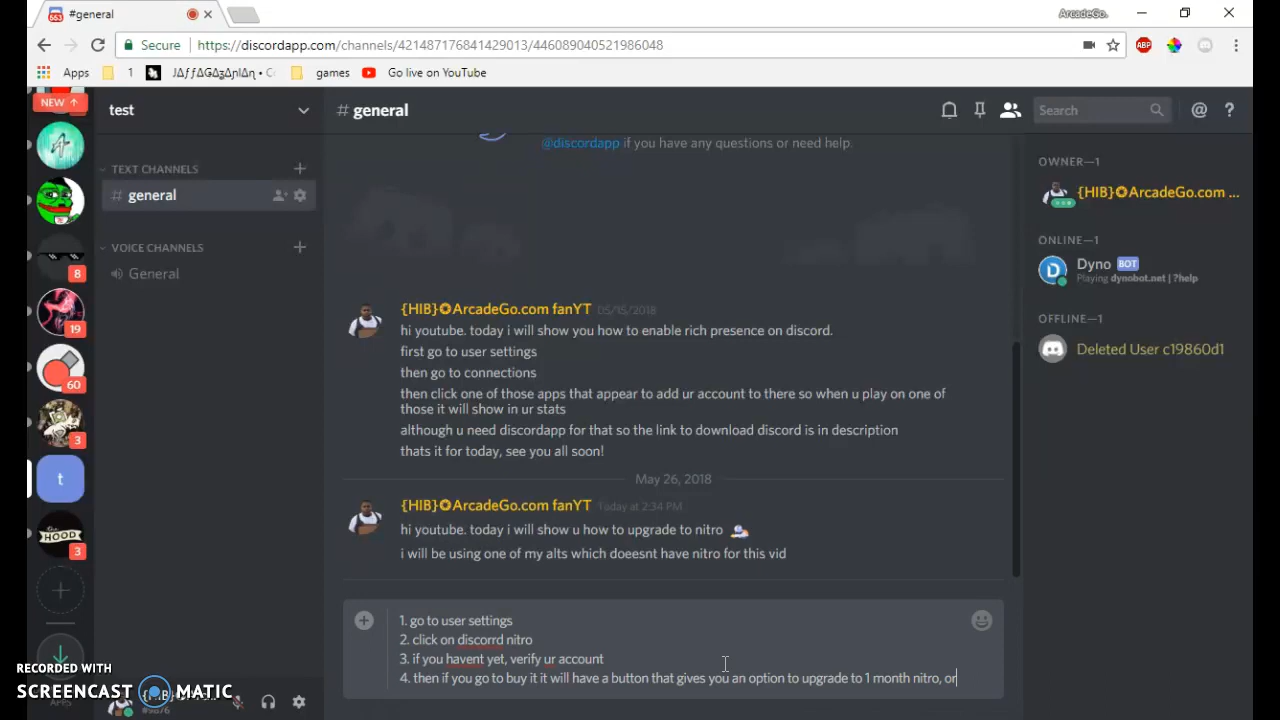 #general
ArcadeGo.
Secure
https://discordapp.com/channels/421487176841429013/446089040521986048
ABP
Apps
1
games
Go live on YouTube
NEW ↑
test
# general
Search
@
?
@discordapp if you have any questions or need help.
TEXT CHANNELS
# general
VOICE CHANNELS
General
8
19
60
3
t
THE HOOD
3
{HIB}✪ArcadeGo.com fanYT 05/15/2018
hi youtube. today i will show you how to enable rich presence on discord.
first go to user settings
then go to connections
then click one of those apps that appear to add ur account to there so when u play on one of
those it will show in ur stats
although u need discordapp for that so the link to download discord is in description
thats it for today, see you all soon!
May 26, 2018
{HIB}✪ArcadeGo.com fanYT Today at 2:34 PM
hi youtube. today i will show u how to upgrade to nitro
i will be using one of my alts which doeesnt have nitro for this vid
1. go to user settings
2. click on discorrd nitro
3. if you havent yet, verify ur account
4. then if you go to buy it it will have a button that gives you an option to upgrade to 1 month nitro, or
OWNER—1
{HIB}✪ArcadeGo.com ...
ONLINE—1
Dyno BOT
Playing dynobot.net | ?help
OFFLINE—1
Deleted User c19860d1
RECORDED WITH
SCREENCAST MATIC